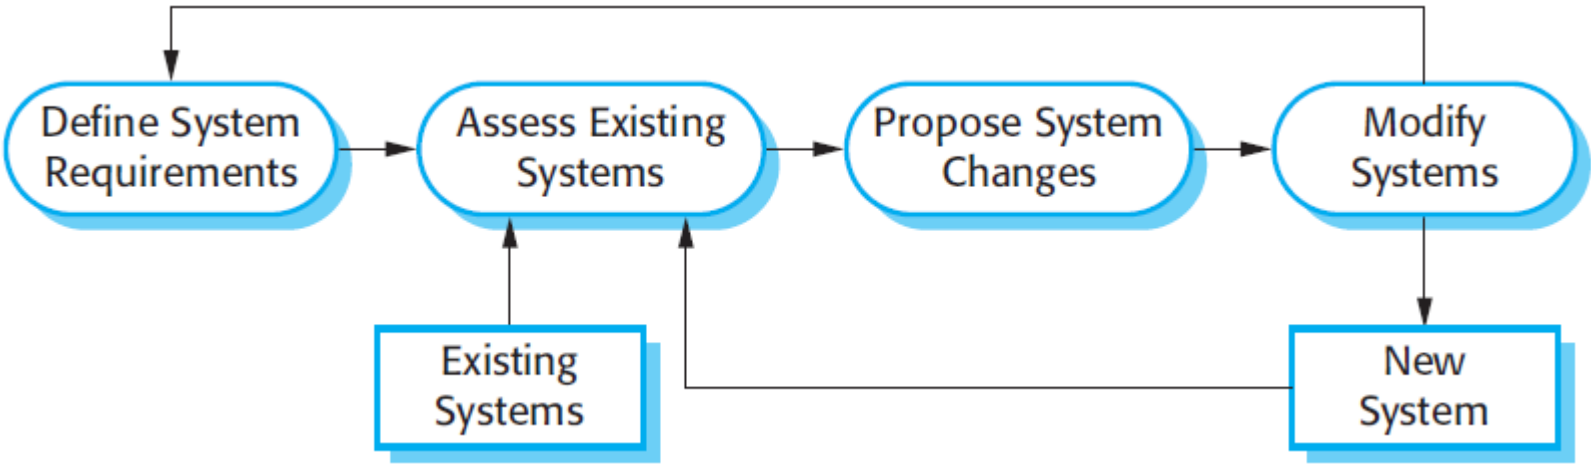 Define System
Requirements
Assess Existing
Systems
Propose System
Changes
Modify
Systems
Existing
Systems
New
System